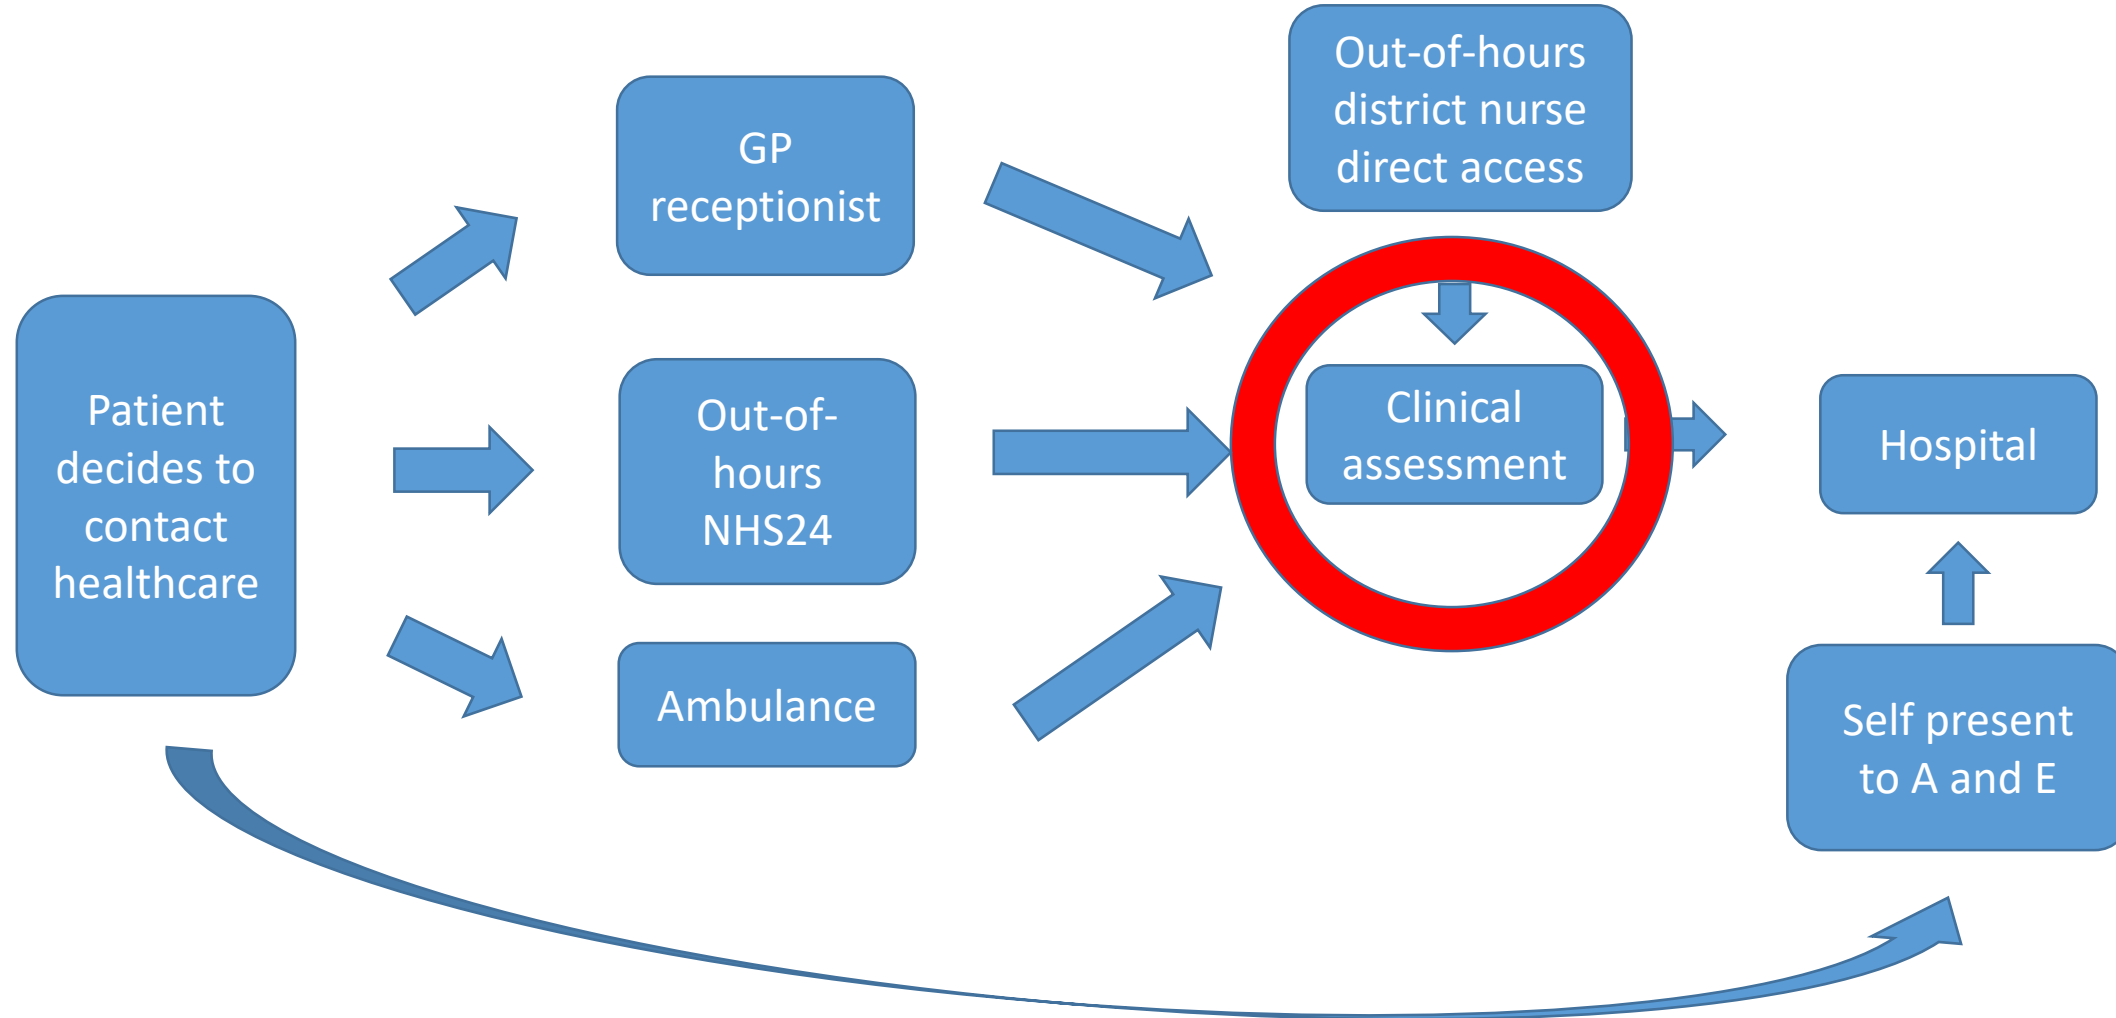 Patient
decides to
contact
healthcare
GP
receptionist
Out-of-
hours
NHS24
Ambulance
Out-of-hours
district nurse
direct access
Clinical
assessment
Hospital
Self present
to A and E